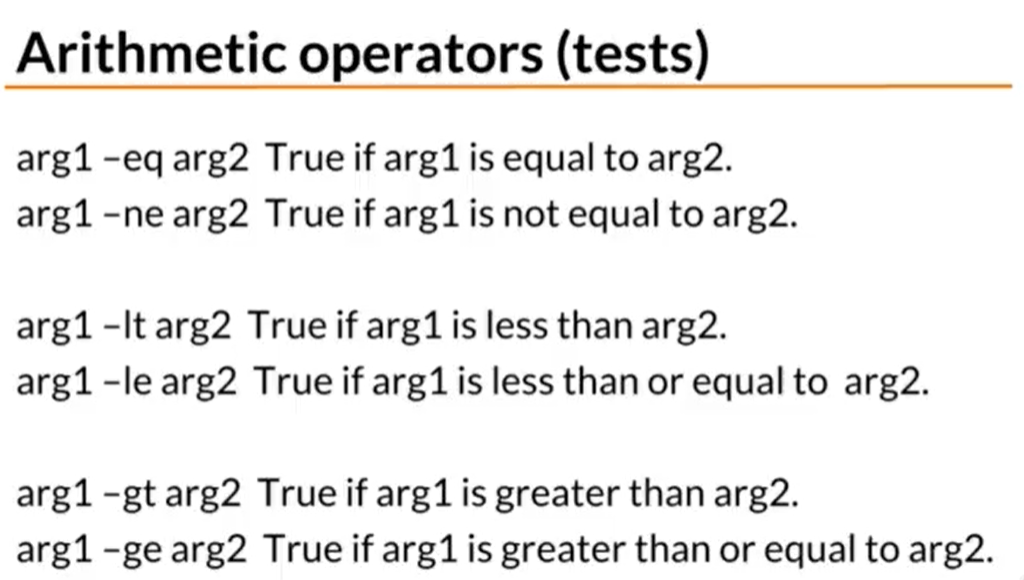 Arithmetic operators (tests)
arg1 –eq arg2 True if arg1 is equal to arg2.
arg1 –ne arg2 True if arg1 is not equal to arg2.
arg1 –lt arg2 True if arg1 is less than arg2.
arg1 –le arg2 True if arg1 is less than or equal to arg2.
arg1 –gt arg2 True if arg1 is greater than arg2.
arg1 –ge arg2 True if arg1 is greater than or equal to arg2.